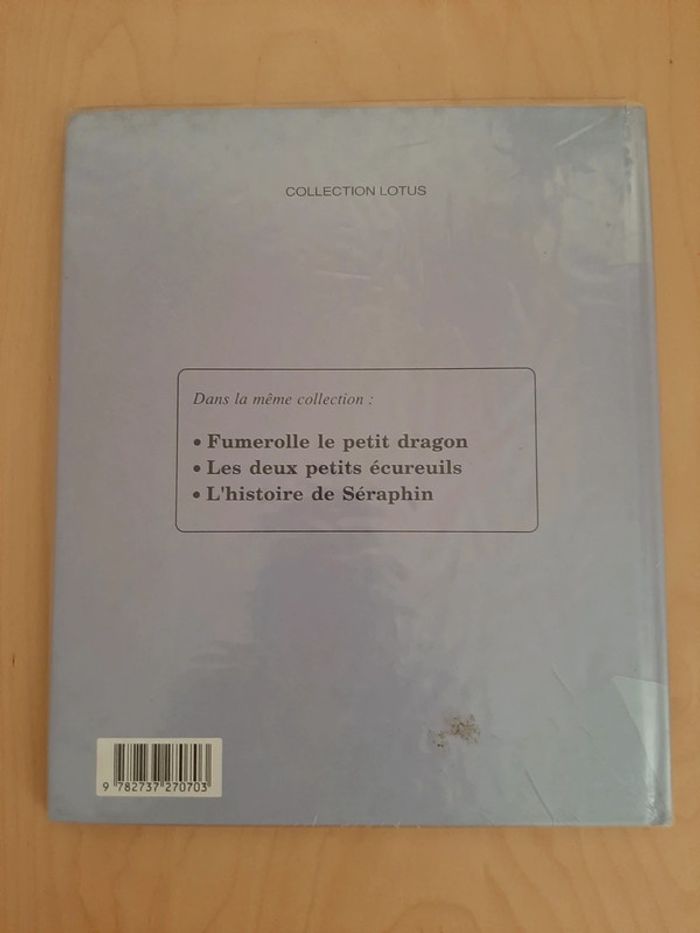 COLLECTION LOTUS
Dans la même collection :
• Fumerolle le petit dragon
• Les deux petits écureuils
• L'histoire de Séraphin
9 782737 270703